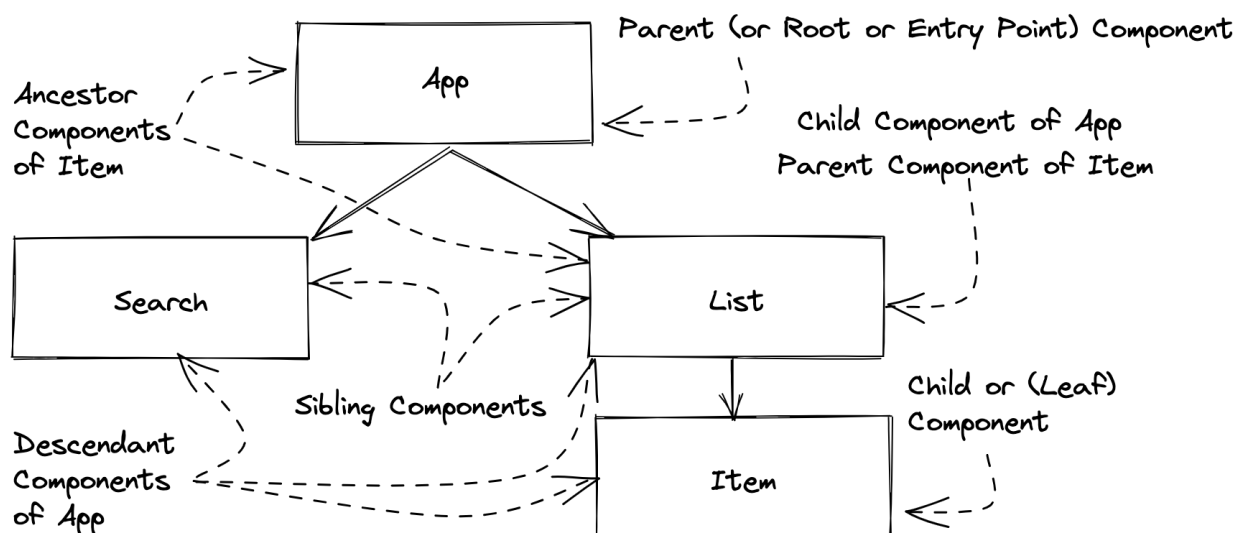 Parent (or Root or Entry Point) Component
App
Ancestor
Components
of Item
Child Component of App
Parent Component of Item
Search
List
Sibling Components
Child or (Leaf)
Component
Descendant
Components
of App
Item